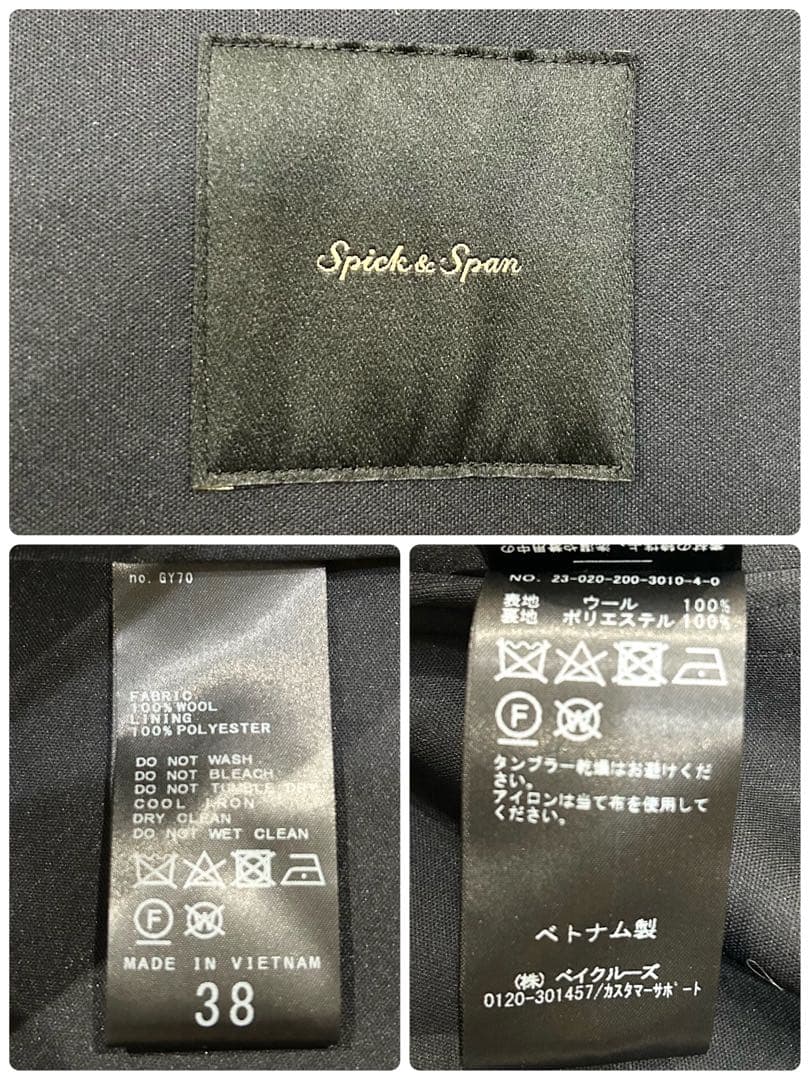 Spick & Span
no. GY70
FABRIC
100% WOOL
LINING
100% POLYESTER
DO NOT WASH
DO NOT BLEACH
DO NOT TUMBLE DRY
COOL IRON
DRY CLEAN
DO NOT WET CLEAN
F W
MADE IN VIETNAM
38
NO. 23-020-200-3010-4-0
表地 ウール 100%
裏地 ポリエステル 100%
F W
タンブラー乾燥はお避けくだ
さい。
アイロンは当て布を使用して
ください。
ベトナム製
(株) ベイクルーズ
0120-301457/カスタマーサポート